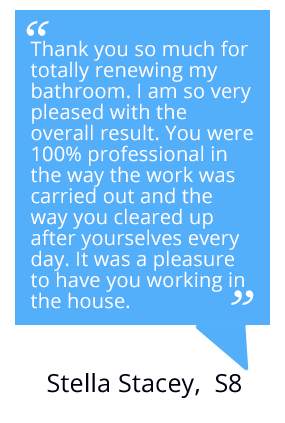 “
Thank you so much for
totally renewing my
bathroom. I am so very
pleased with the
overall result. You were
100% professional in
the way the work was
carried out and the
way you cleared up
after yourselves every
day. It was a pleasure
to have you working in
the house. ”
Stella Stacey,  S8